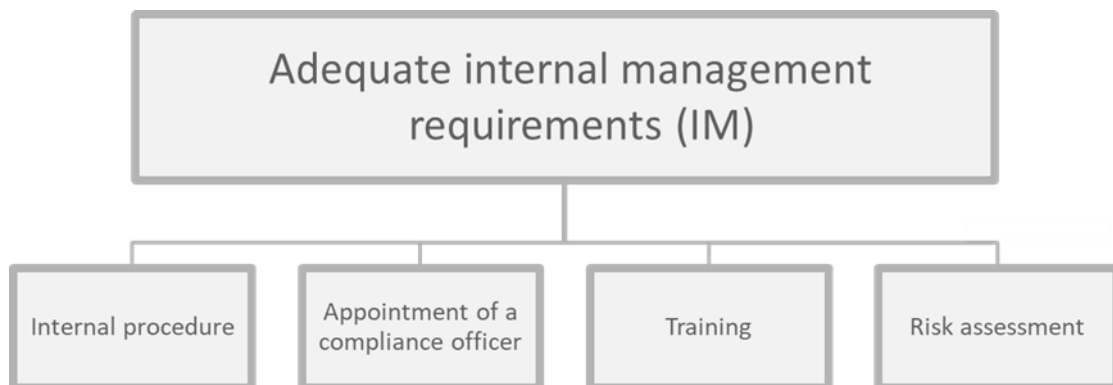 Adequate internal management
requirements (IM)
Internal procedure
Appointment of a
compliance officer
Training
Risk assessment